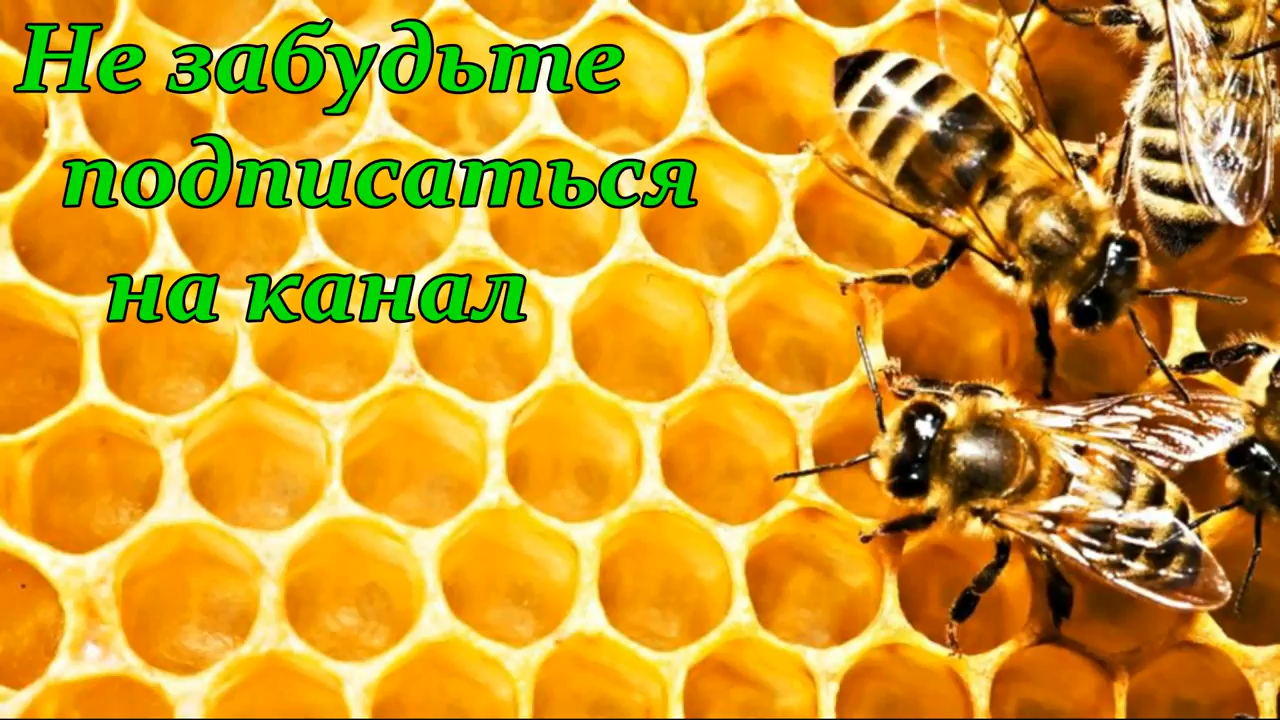 Не забудьте
подписаться
на канал